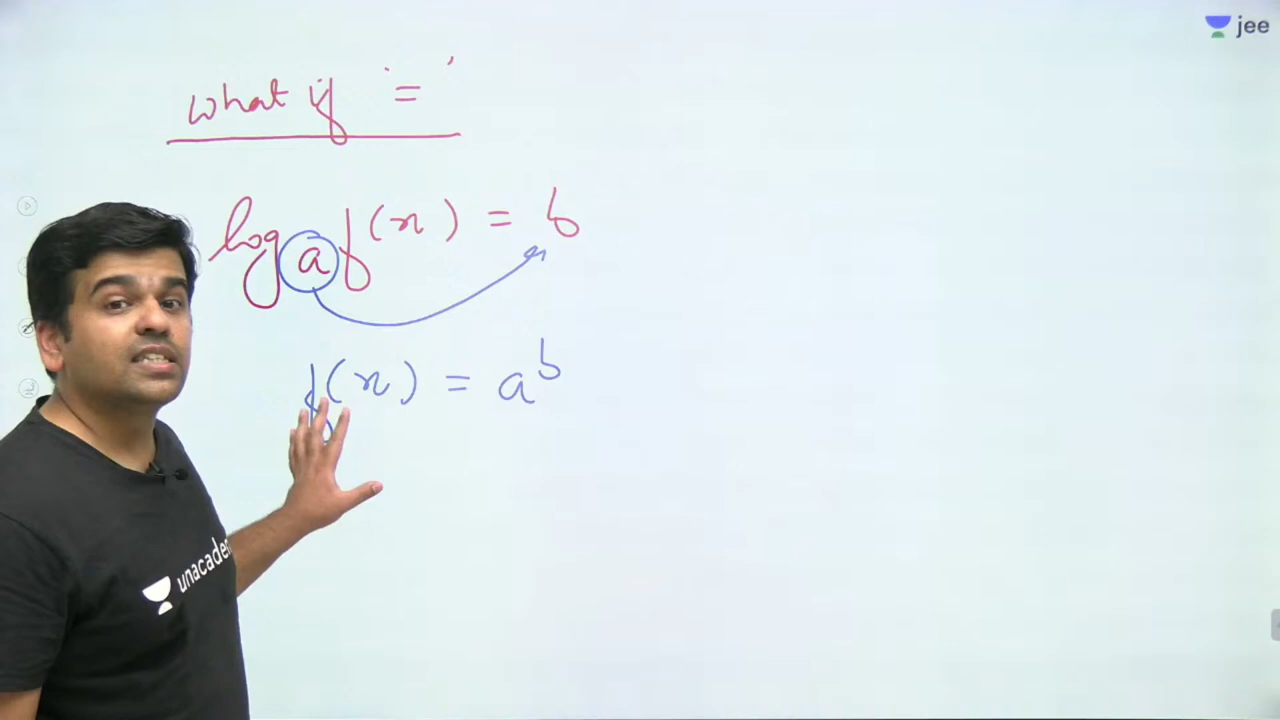 jee
what if '='
log a f(x) = b
f(x) = a^b
unacade